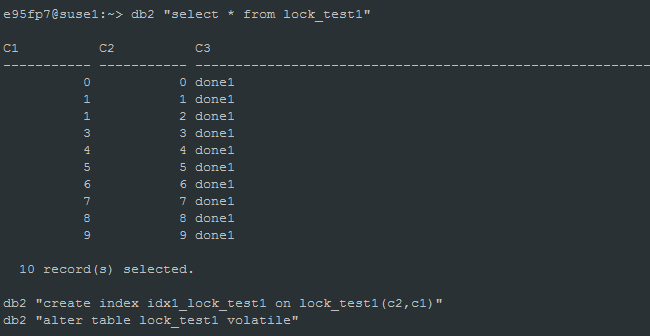 e95fp7@suse1:~> db2 "select * from lock_test1"
C1 C2 C3
----------- ----------- ---------------------------------------------------------
0 0 done1
1 1 done1
1 2 done1
3 3 done1
4 4 done1
5 5 done1
6 6 done1
7 7 done1
8 8 done1
9 9 done1
10 record(s) selected.
db2 "create index idx1_lock_test1 on lock_test1(c2,c1)"
db2 "alter table lock_test1 volatile"